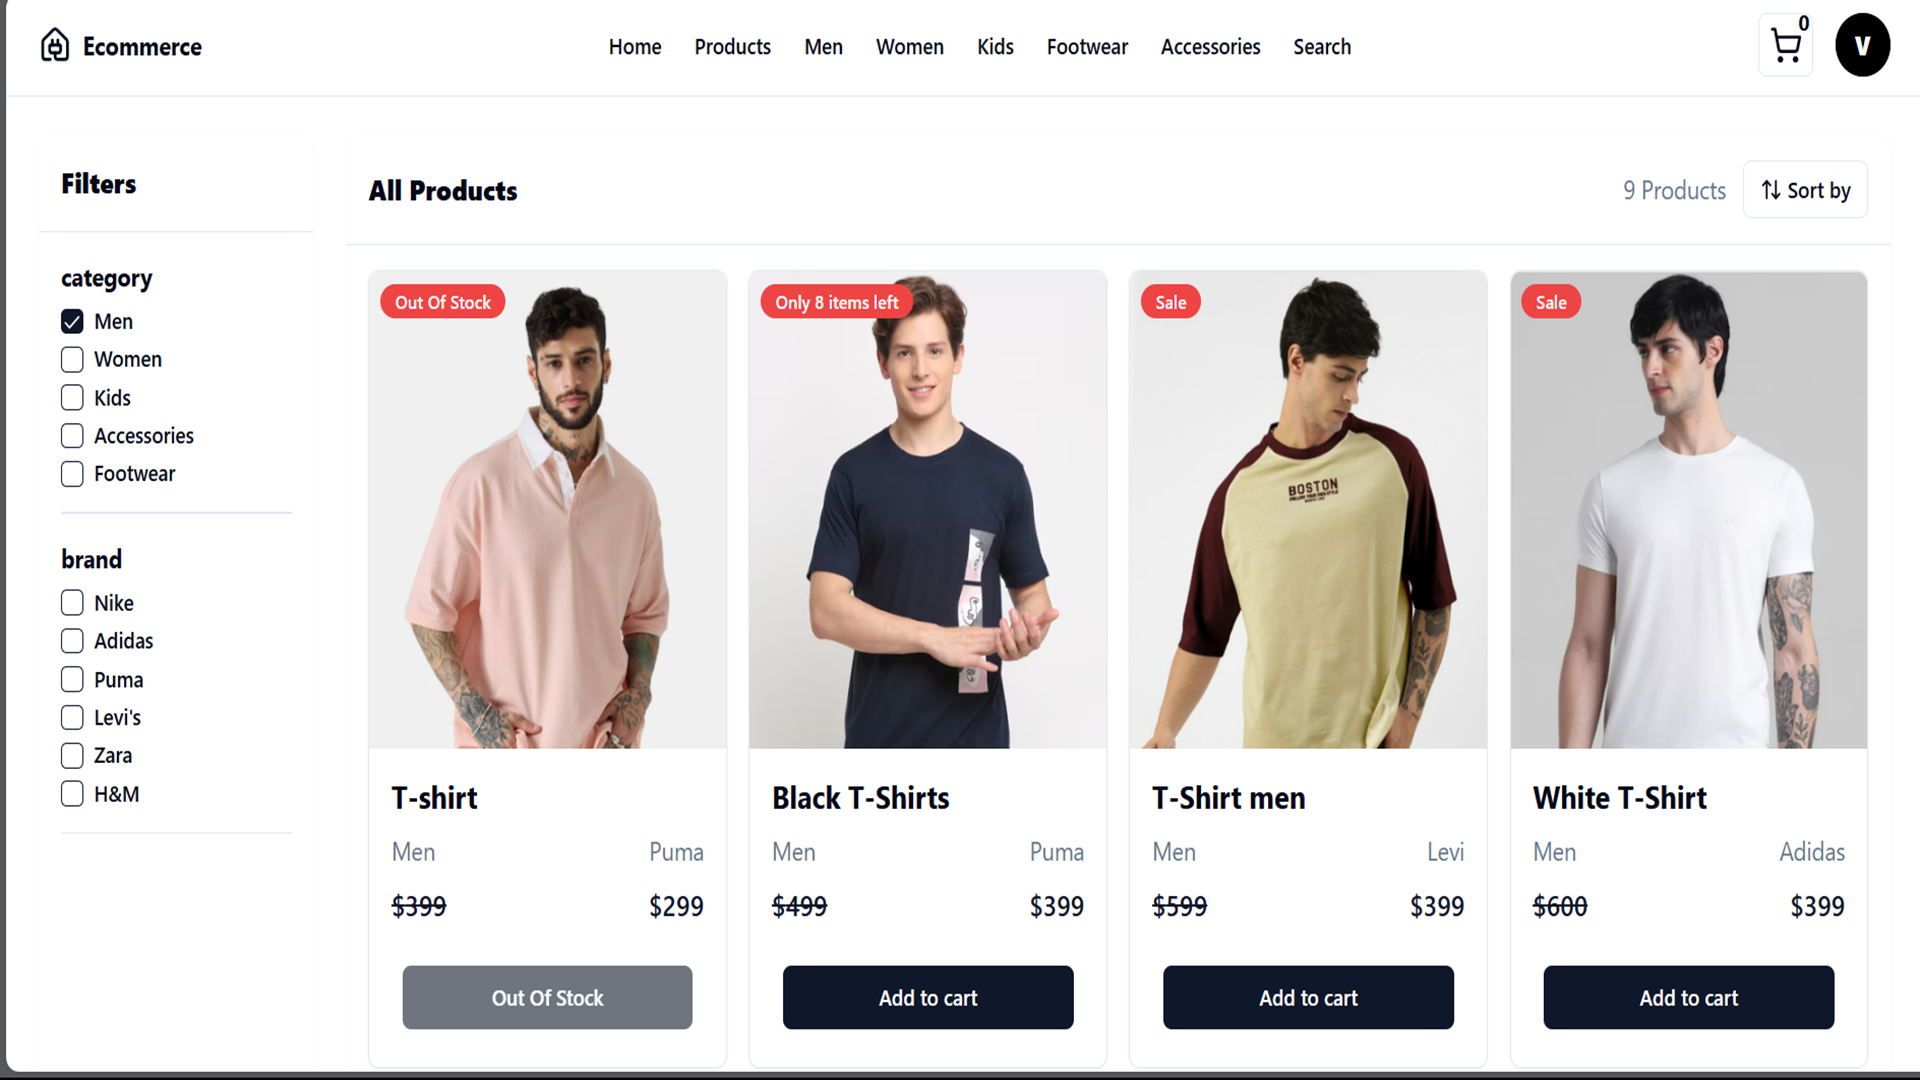 Ecommerce
Home
Products
Men
Women
Kids
Footwear
Accessories
Search
0
V
Filters
category
Men
Women
Kids
Accessories
Footwear
brand
Nike
Adidas
Puma
Levi's
Zara
H&M
All Products
9 Products
Sort by
Out Of Stock
T-shirt
Men Puma
$399 $299
Out Of Stock
Only 8 items left
Black T-Shirts
Men Puma
$499 $399
Add to cart
Sale
BOSTON
T-Shirt men
Men Levi
$599 $399
Add to cart
Sale
White T-Shirt
Men Adidas
$600 $399
Add to cart